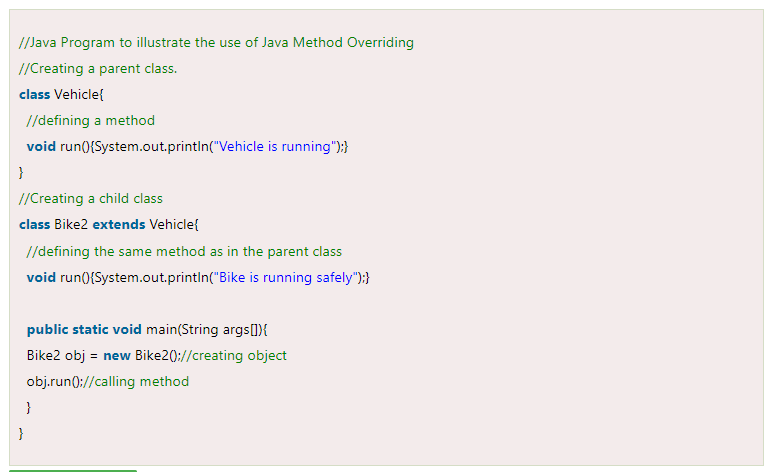 //Java Program to illustrate the use of Java Method Overriding
//Creating a parent class.
class Vehicle{
  //defining a method
  void run(){System.out.println("Vehicle is running");}
}
//Creating a child class
class Bike2 extends Vehicle{
  //defining the same method as in the parent class
  void run(){System.out.println("Bike is running safely");}

  public static void main(String args[]){
  Bike2 obj = new Bike2();//creating object
  obj.run();//calling method
  }
}